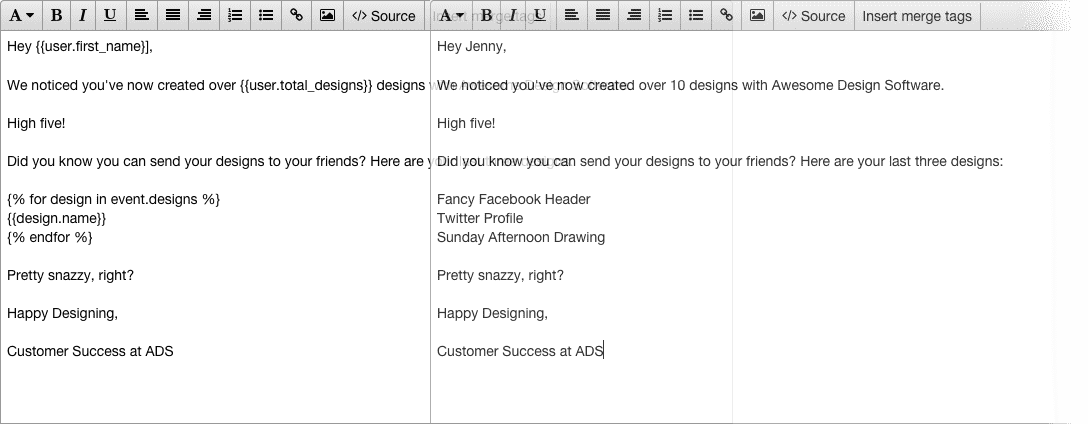 A B I U Source
Hey {{user.first_name}],
We noticed you've now created over {{user.total_designs}} designs
High five!
Did you know you can send your designs to your friends? Here are
{% for design in event.designs %}
{{design.name}}
{% endfor %}
Pretty snazzy, right?
Happy Designing,
Customer Success at ADS
A B I U Source Insert merge tags
Hey Jenny,
We noticed you've now created over 10 designs with Awesome Design Software.
High five!
Did you know you can send your designs to your friends? Here are your last three designs:
Fancy Facebook Header
Twitter Profile
Sunday Afternoon Drawing
Pretty snazzy, right?
Happy Designing,
Customer Success at ADS